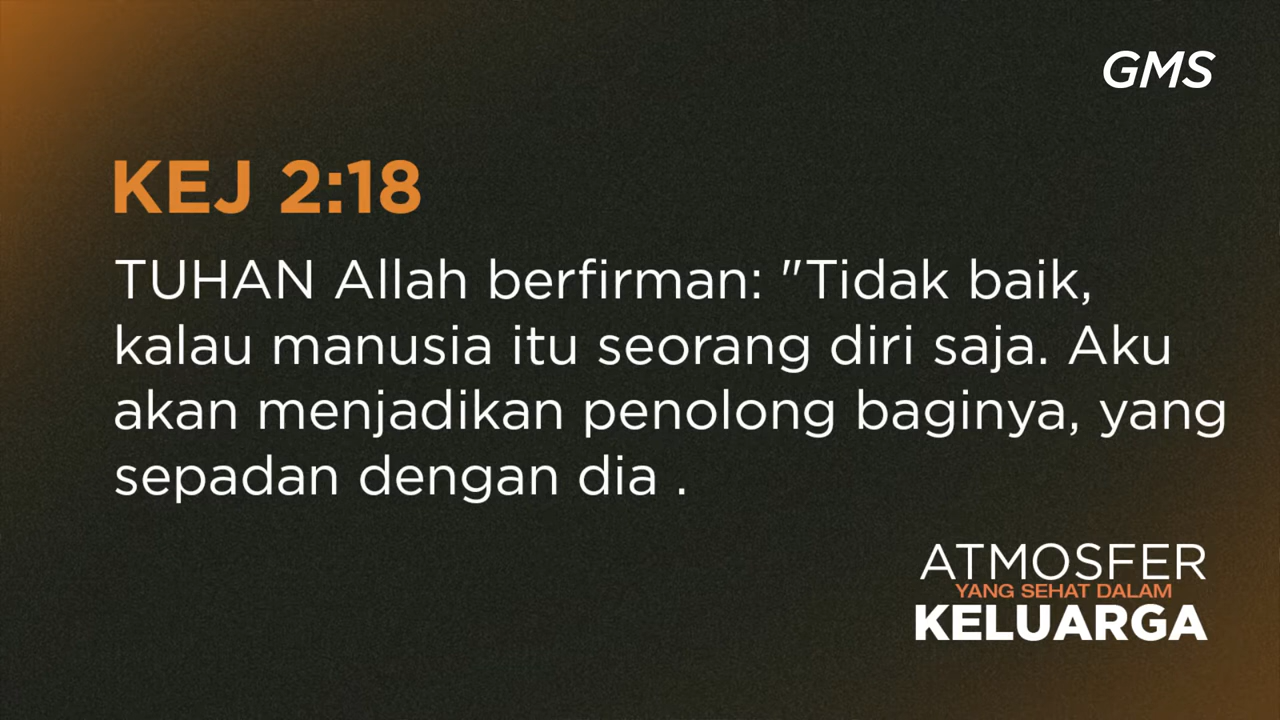 GMS
KEJ 2:18
TUHAN Allah berfirman: "Tidak baik,
kalau manusia itu seorang diri saja. Aku
akan menjadikan penolong baginya, yang
sepadan dengan dia .
ATMOSFER
YANG SEHAT DALAM
KELUARGA